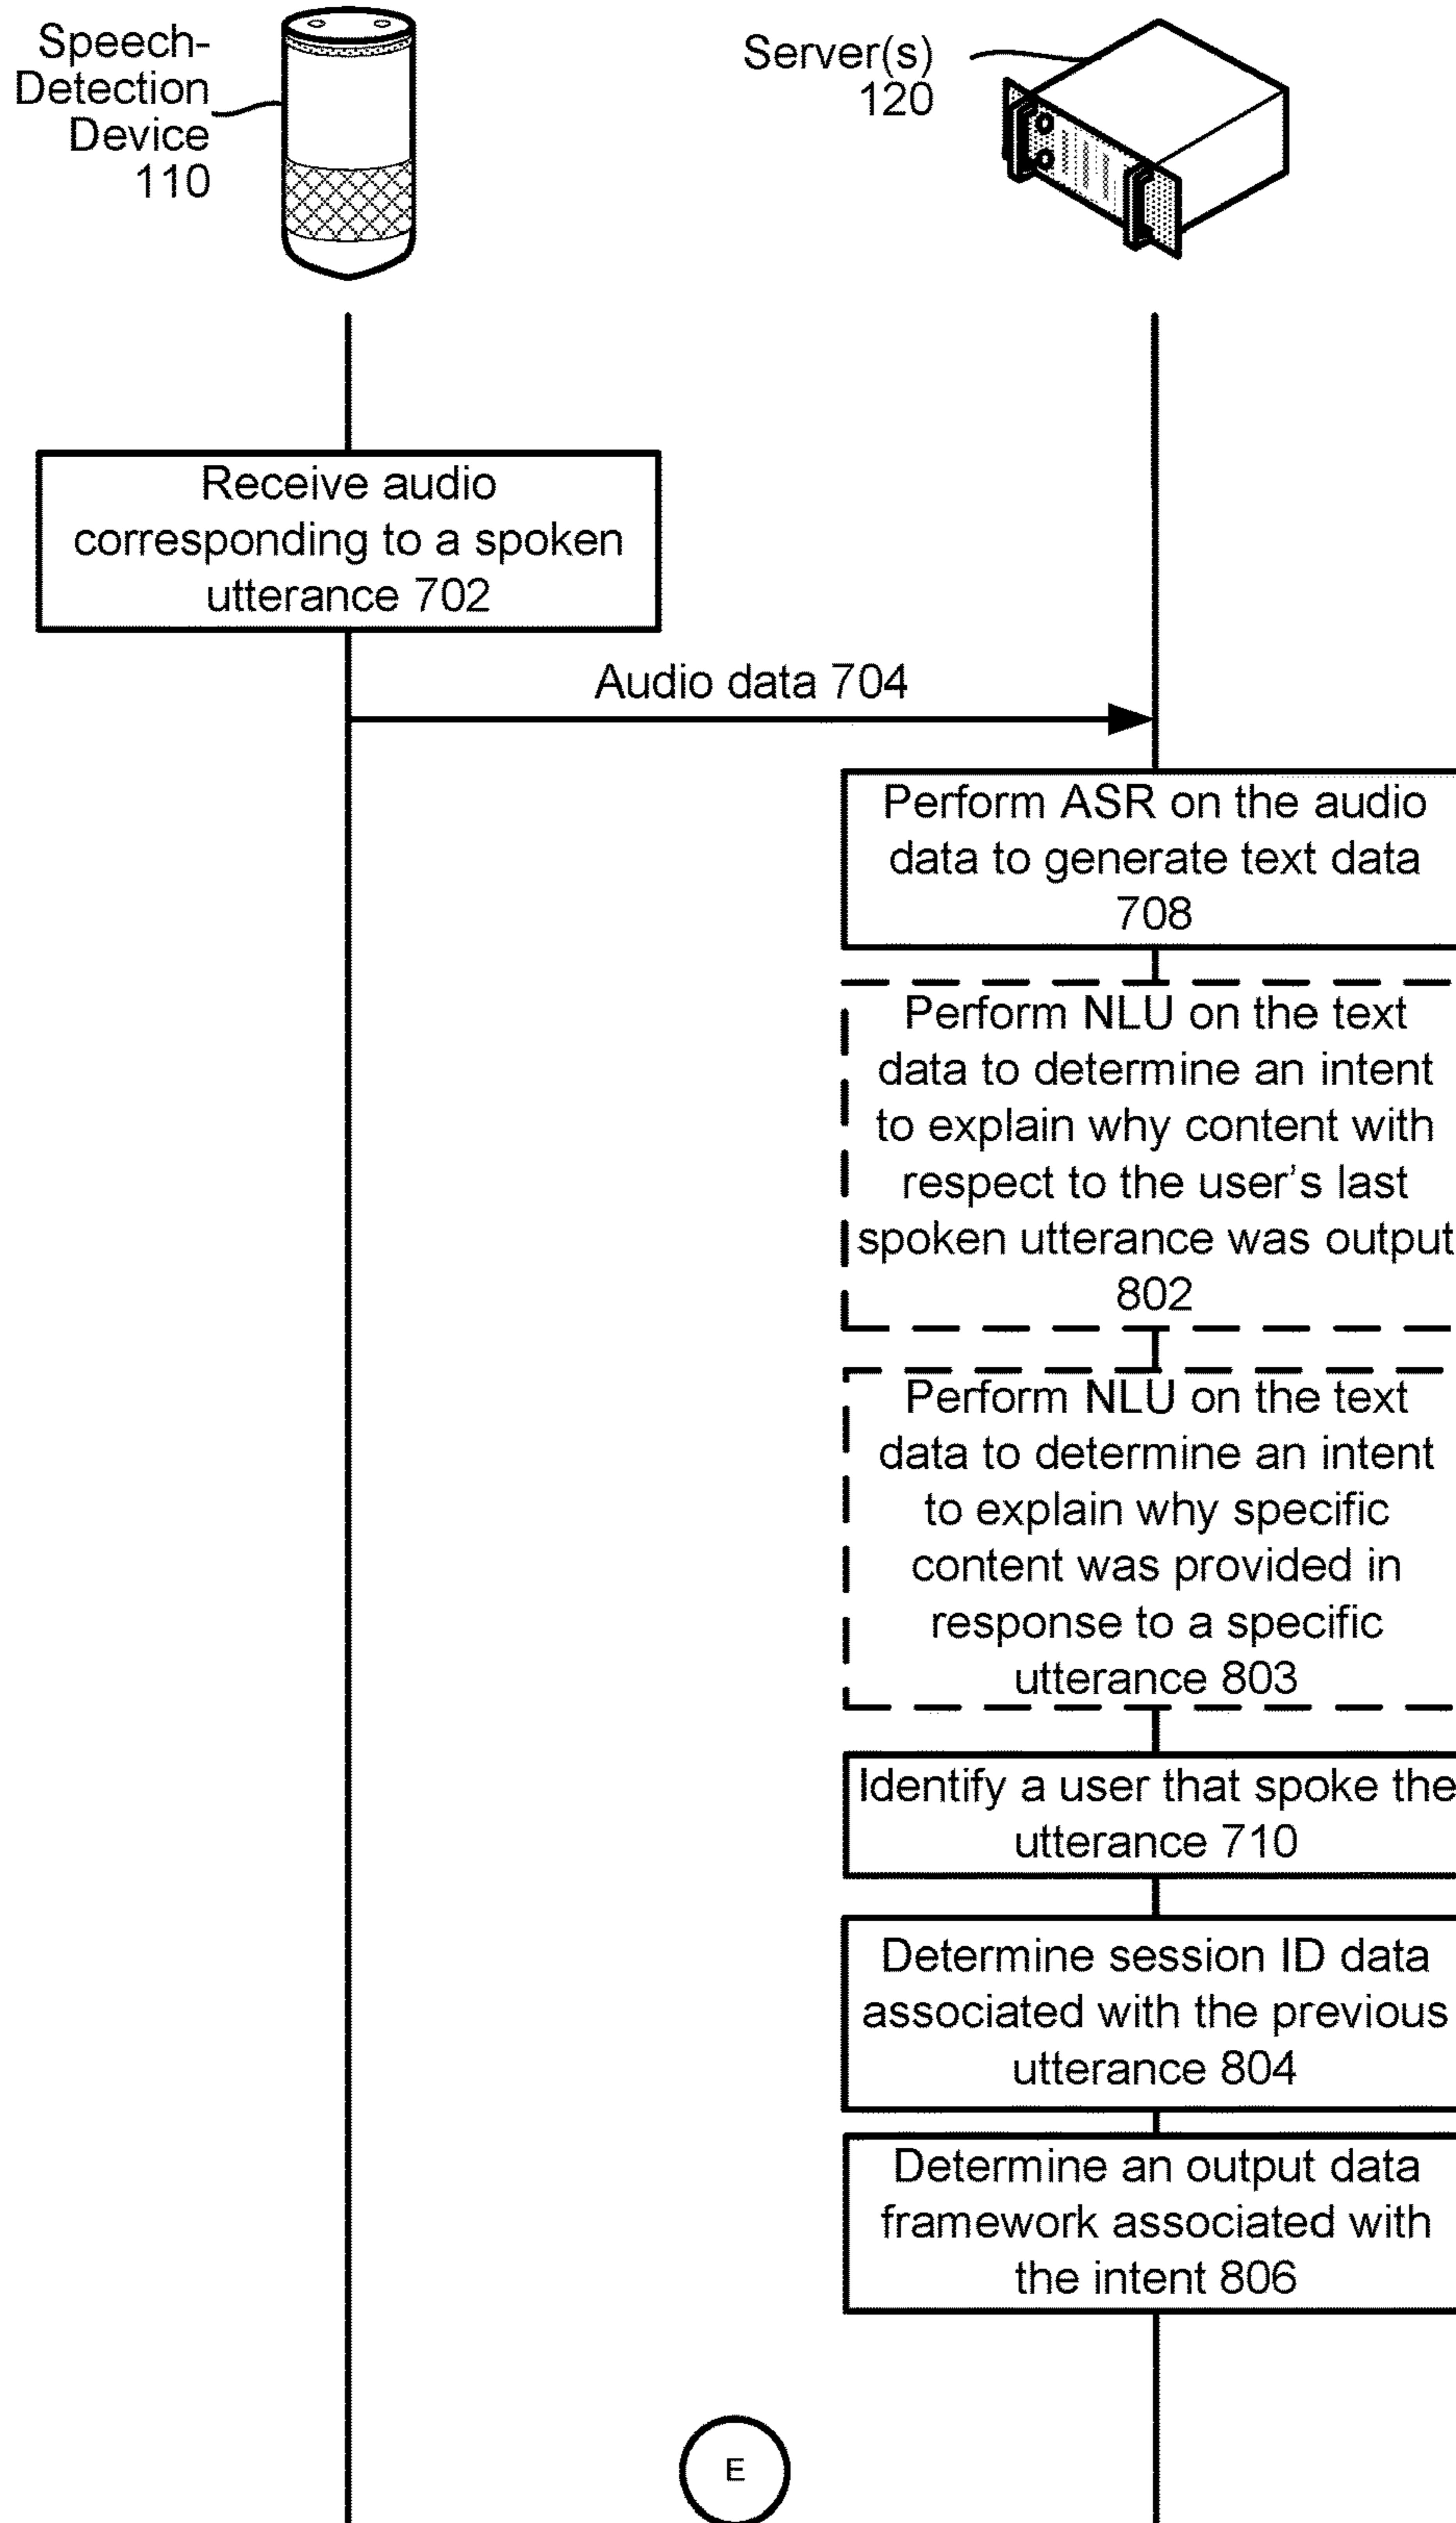 Speech-
Detection
Device
110
Server(s)
120
Receive audio
corresponding to a spoken
utterance 702
Audio data 704
Perform ASR on the audio
data to generate text data
708
Perform NLU on the text
data to determine an intent
to explain why content with
respect to the user's last
spoken utterance was output
802
Perform NLU on the text
data to determine an intent
to explain why specific
content was provided in
response to a specific
utterance 803
Identify a user that spoke the
utterance 710
Determine session ID data
associated with the previous
utterance 804
Determine an output data
framework associated with
the intent 806
E